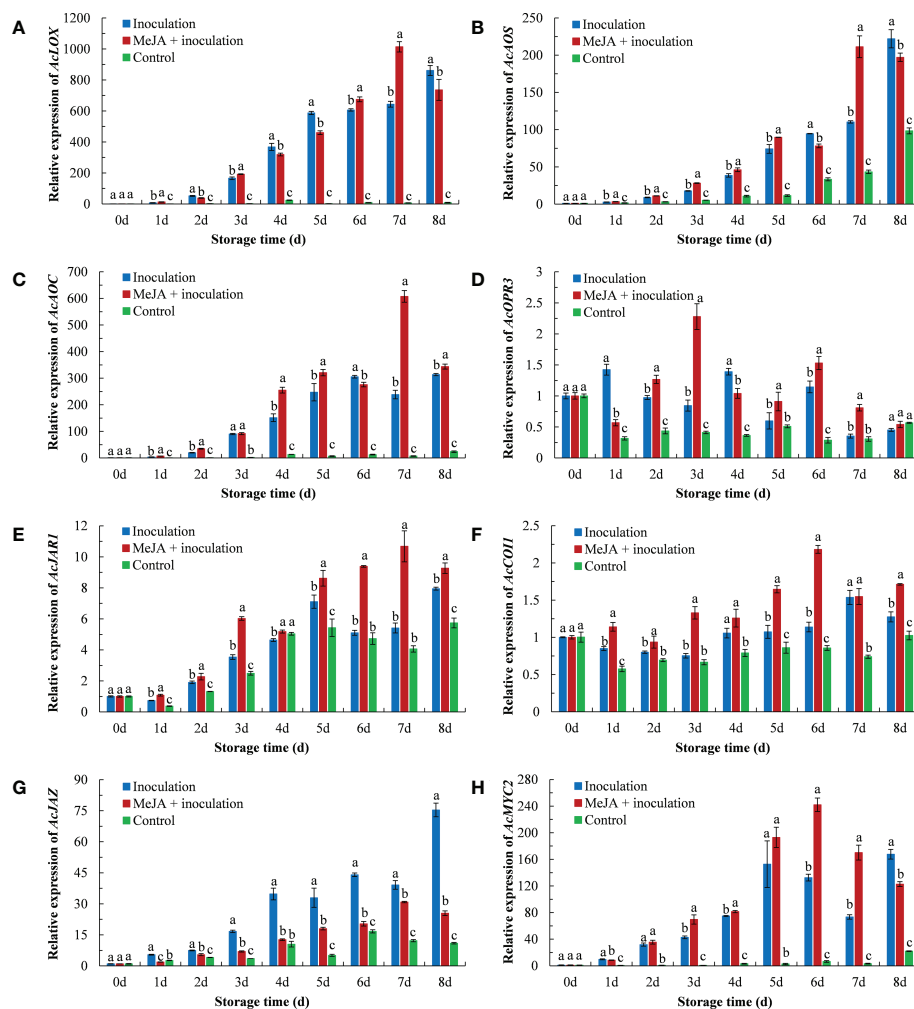 A
Relative expression of AcLOX
1200
1000
800
600
400
200
0
Inoculation
MeJA + inoculation
Control
a a a
b a c
a b c
b a c
a b c
a b c
b a c
b a c
a b c
0d 1d 2d 3d 4d 5d 6d 7d 8d
Storage time (d)
B
Relative expression of AcAOS
250
200
150
100
50
0
Inoculation
MeJA + inoculation
Control
a a a
b a c
b a c
b a c
b a c
b a c
a b c
b a c
a b c
0d 1d 2d 3d 4d 5d 6d 7d 8d
Storage time (d)
C
Relative expression of AcAOC
700
600
500
400
300
200
100
0
Inoculation
MeJA + inoculation
Control
a a a
b a c
b a c
a a b
b a c
b a c
a b c
b a c
b a c
0d 1d 2d 3d 4d 5d 6d 7d 8d
Storage time (d)
D
Relative expression of AcOPR3
3
2.5
2
1.5
1
0.5
0
Inoculation
MeJA + inoculation
Control
a a a
a b c
b a c
b a c
a b c
b a b
b a c
b a c
b a a
0d 1d 2d 3d 4d 5d 6d 7d 8d
Storage time (d)
E
Relative expression of AcJAR1
12
10
8
6
4
2
0
Inoculation
MeJA + inoculation
Control
a a a
b a c
b a c
b a c
b a a
b a c
b a b
b a c
b a c
0d 1d 2d 3d 4d 5d 6d 7d 8d
Storage time (d)
F
Relative expression of AcCOI1
2.5
2
1.5
1
0.5
0
Inoculation
MeJA + inoculation
Control
a a a
b a c
b a c
b a c
b a c
b a c
b a c
a a b
b a c
0d 1d 2d 3d 4d 5d 6d 7d 8d
Storage time (d)
G
Relative expression of AcJAZ
90
75
60
45
30
15
0
Inoculation
MeJA + inoculation
Control
a a a
a c b
a b c
a b c
a b c
a b c
a b c
a b c
a b c
0d 1d 2d 3d 4d 5d 6d 7d 8d
Storage time (d)
H
Relative expression of AcMYC2
280
240
200
160
120
80
40
0
Inoculation
MeJA + inoculation
Control
a a a
a b c
a a b
b a c
b a c
a a b
b a c
b a c
a b c
0d 1d 2d 3d 4d 5d 6d 7d 8d
Storage time (d)